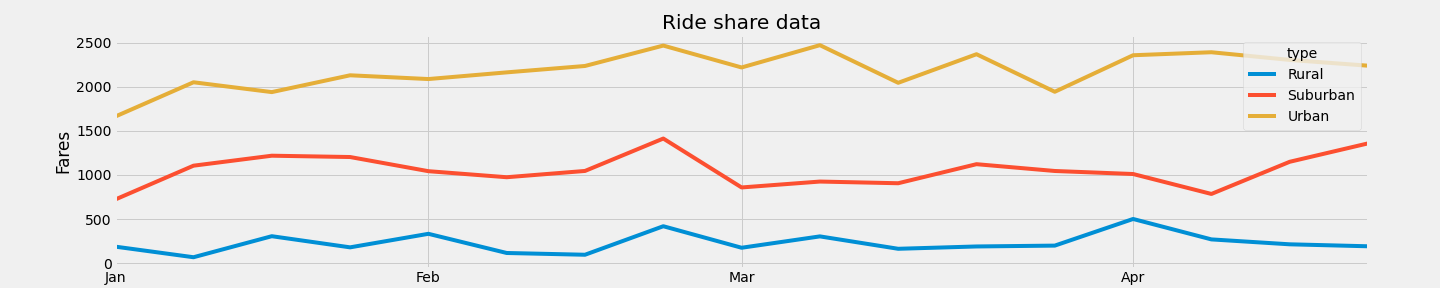 Ride share data
2500
2000
1500
1000
500
0
Fares
Jan
Feb
Mar
Apr
type
Rural
Suburban
Urban